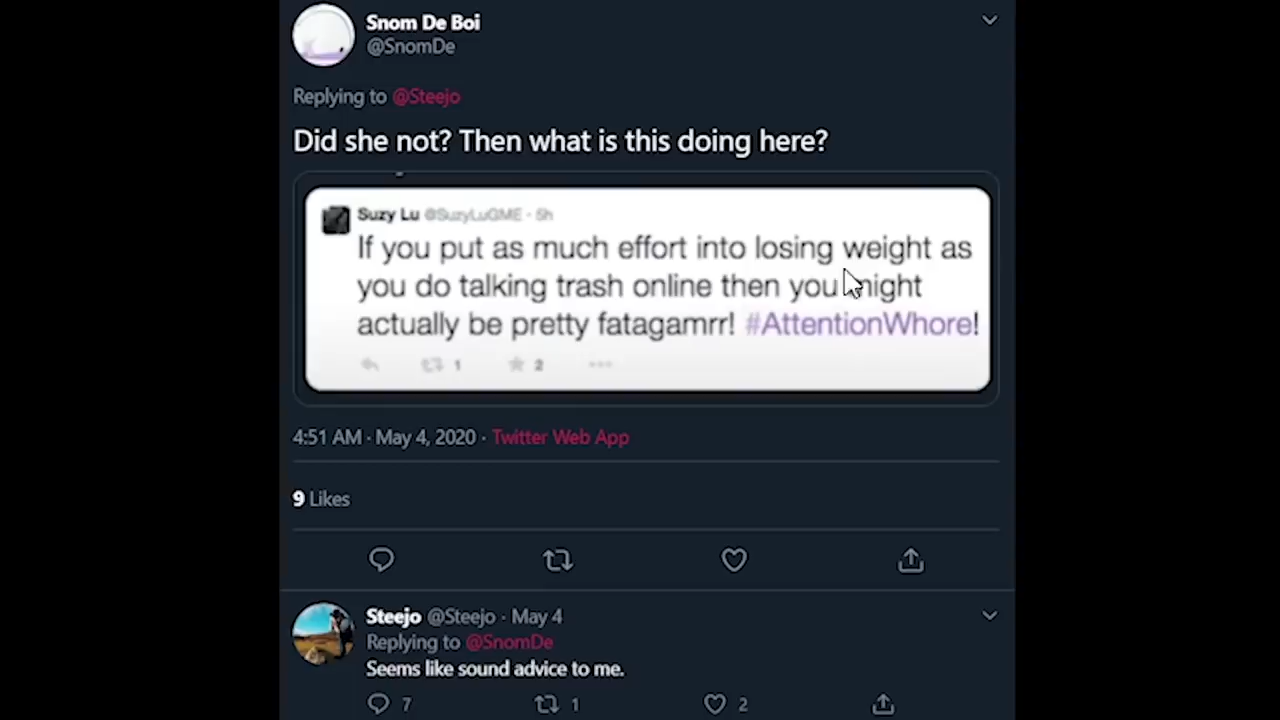 Snom De Boi
@SnomDe
Replying to @Steejo
Did she not? Then what is this doing here?
Suzy Lu @SuzyLuGME · 5h
If you put as much effort into losing weight as
you do talking trash online then you might
actually be pretty fatagamrr! #AttentionWhore!
1 2
4:51 AM · May 4, 2020 · Twitter Web App
9 Likes
Steejo @Steejo · May 4
Replying to @SnomDe
Seems like sound advice to me.
7 1 2